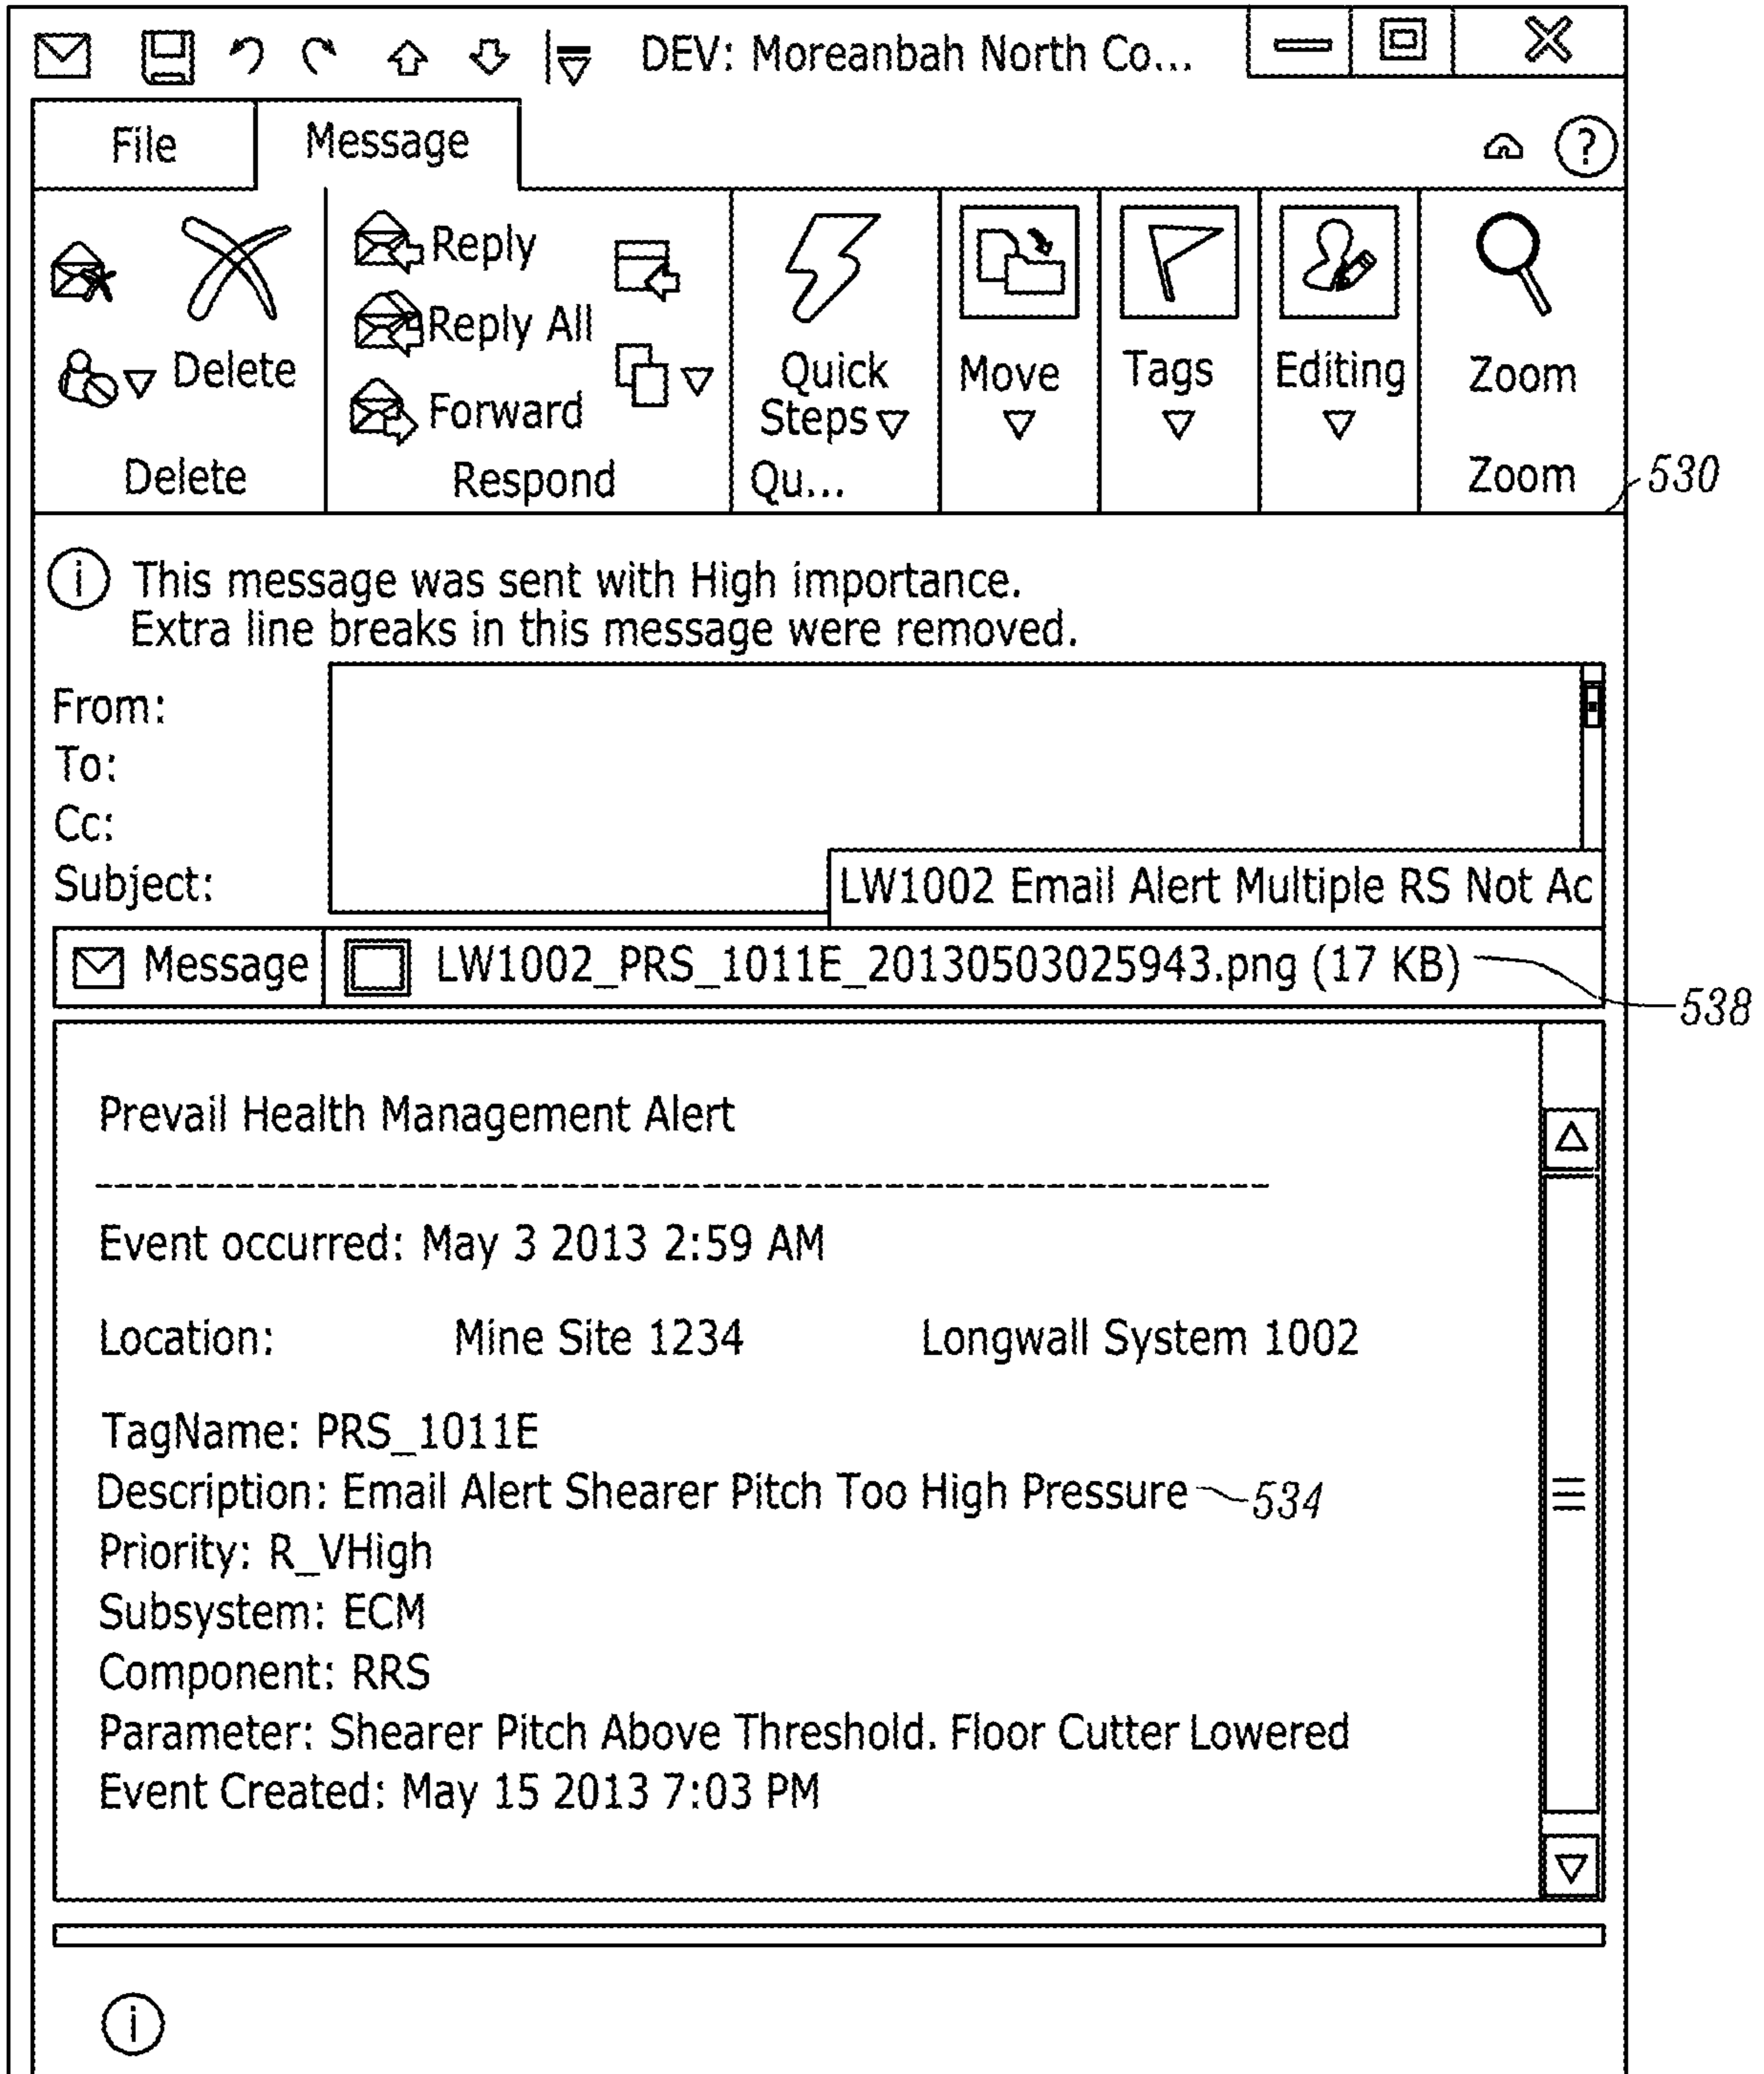 DEV: Moreanbah North Co...
File Message ?
Reply
Reply All
Delete
Forward
Quick
Steps
Move
Tags
Editing
Zoom
Delete Respond Qu... Zoom
530
i This message was sent with High importance.
Extra line breaks in this message were removed.
From:
To:
Cc:
Subject:
LW1002 Email Alert Multiple RS Not Ac
Message LW1002_PRS_1011E_20130503025943.png (17 KB)
538
Prevail Health Management Alert
Event occurred: May 3 2013 2:59 AM
Location: Mine Site 1234 Longwall System 1002
TagName: PRS_1011E
Description: Email Alert Shearer Pitch Too High Pressure 534
Priority: R_VHigh
Subsystem: ECM
Component: RRS
Parameter: Shearer Pitch Above Threshold. Floor Cutter Lowered
Event Created: May 15 2013 7:03 PM
i